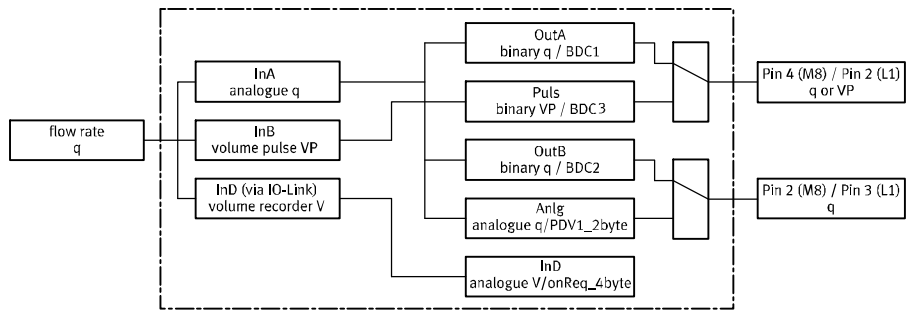 flow rate
q
InA
analogue q
InB
volume pulse VP
InD (via IO-Link)
volume recorder V
OutA
binary q / BDC1
Puls
binary VP / BDC3
OutB
binary q / BDC2
Anlg
analogue q/PDV1_2byte
InD
analogue V/onReq_4byte
Pin 4 (M8) / Pin 2 (L1)
q or VP
Pin 2 (M8) / Pin 3 (L1)
q